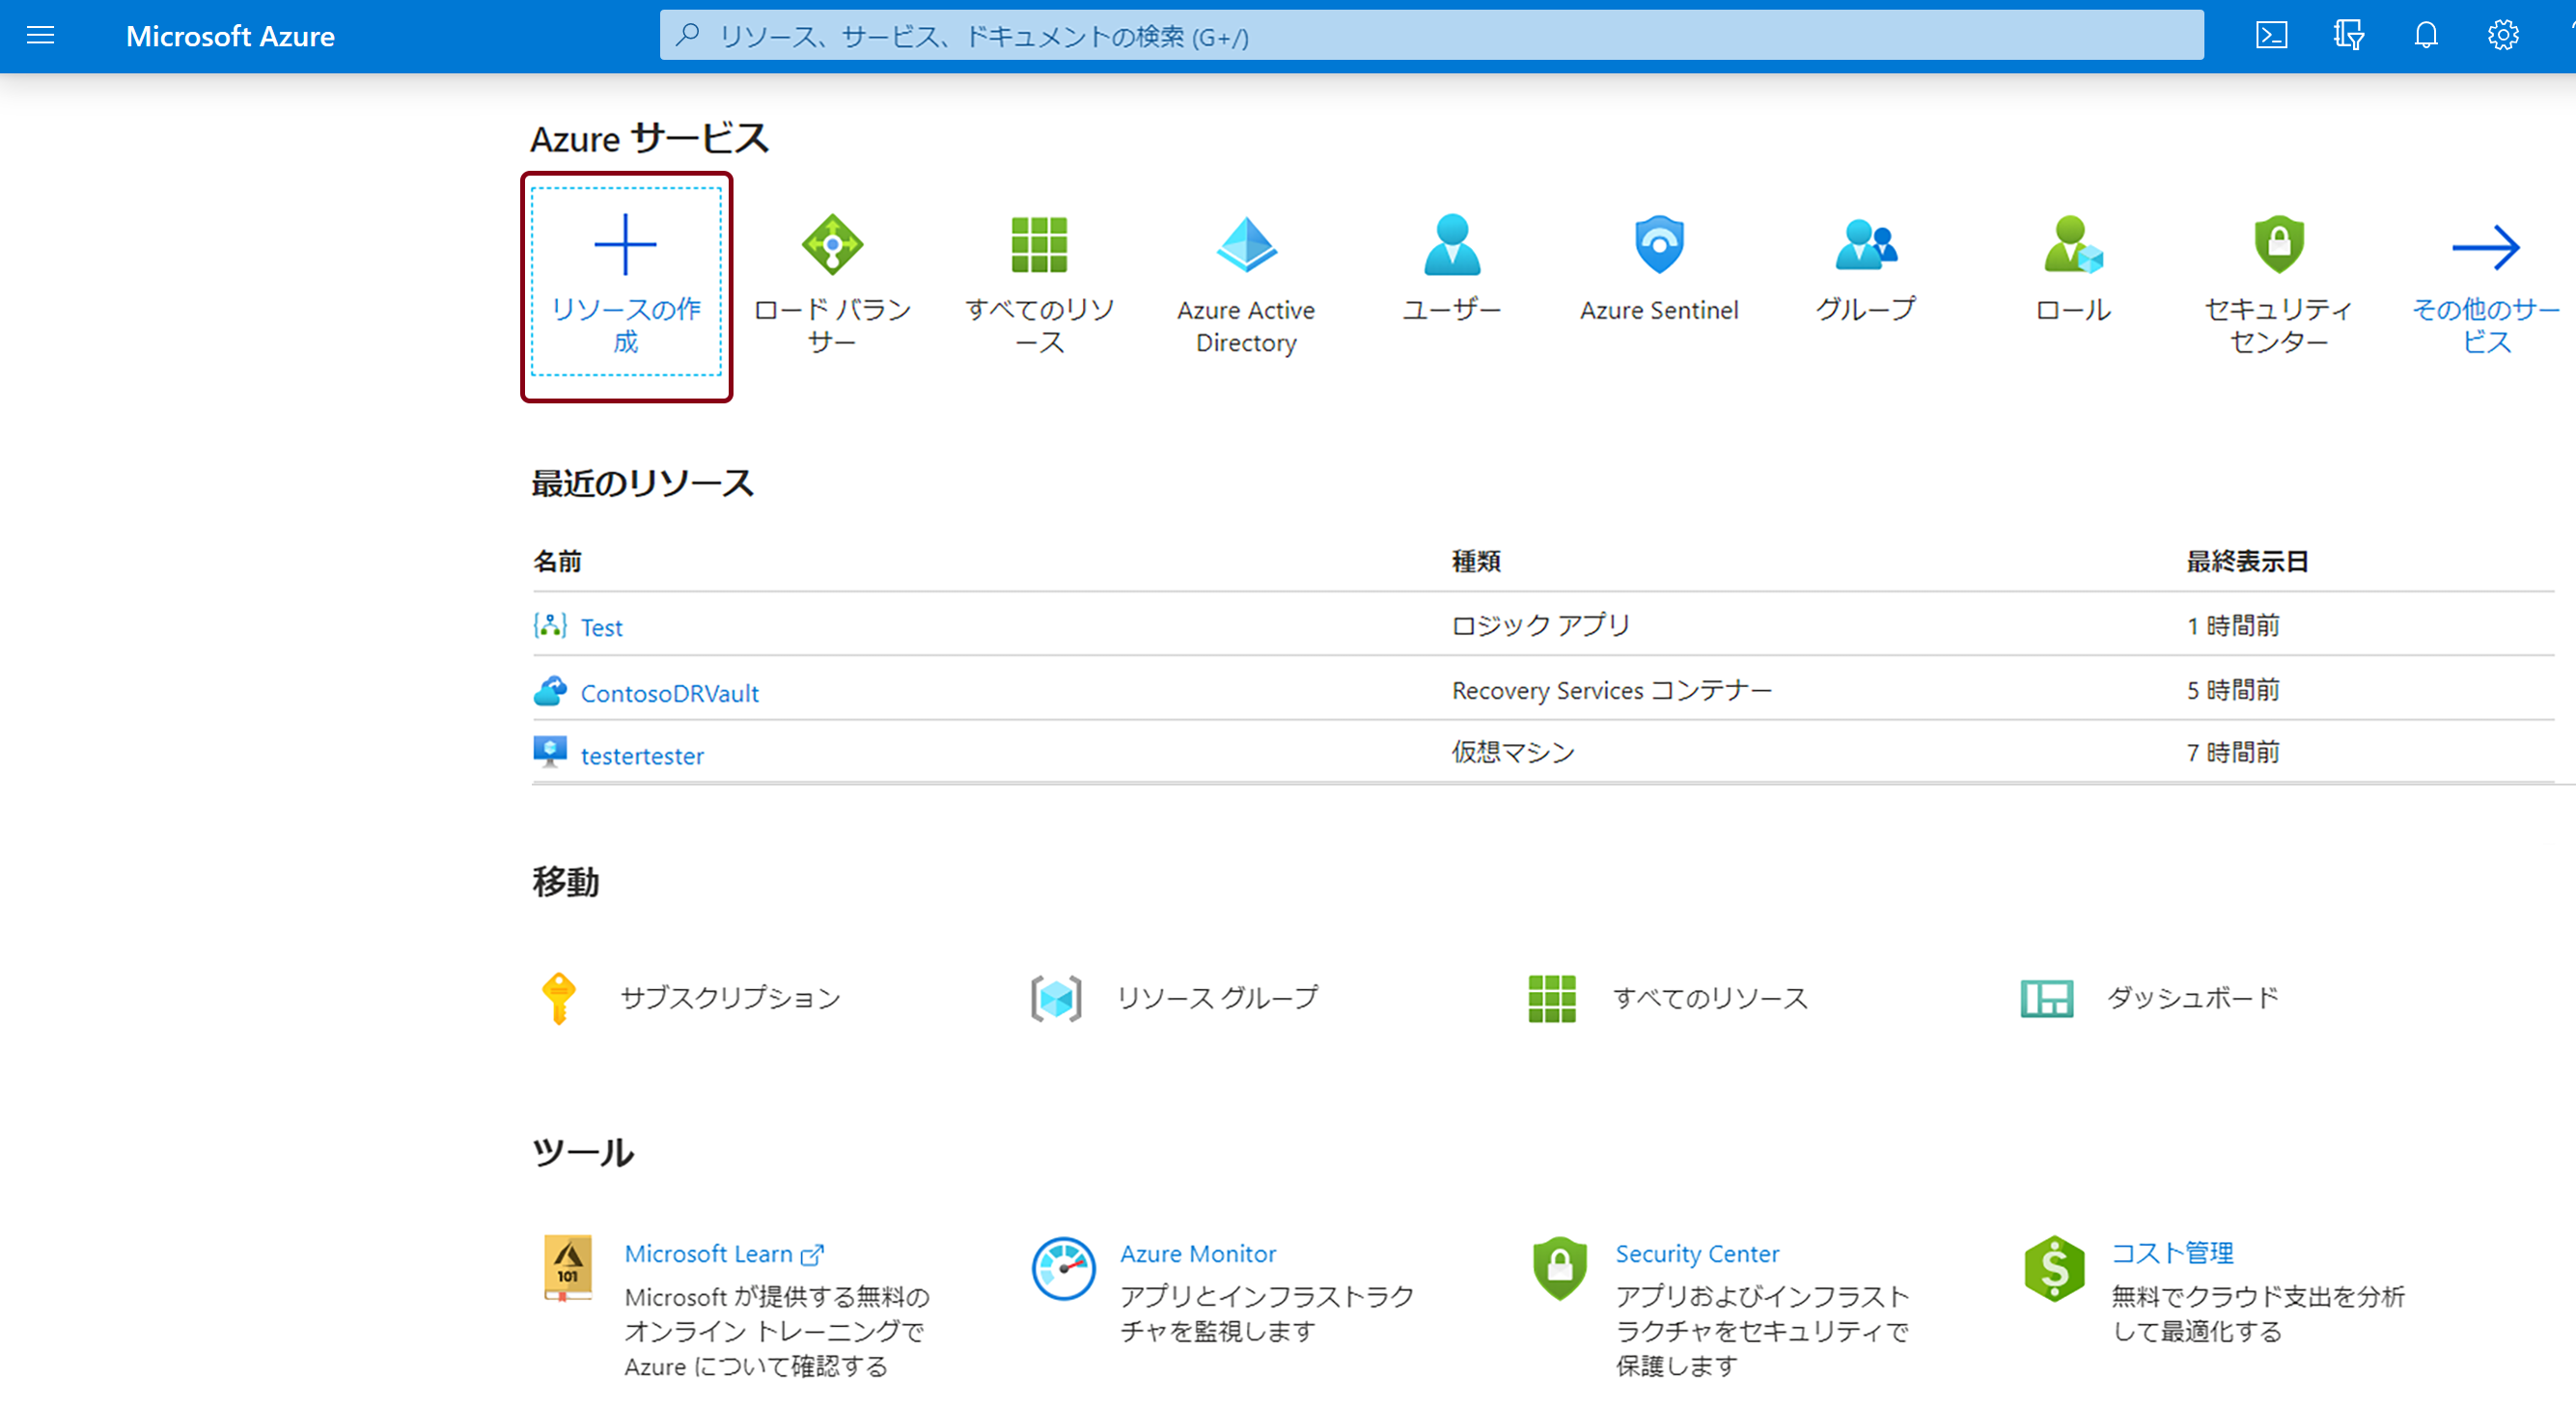 Microsoft Azure
リソース、サービス、ドキュメントの検索 (G+/)
Azure サービス
リソースの作
成
ロード バラン
サー
すべてのリソ
ース
Azure Active
Directory
ユーザー
Azure Sentinel
グループ
ロール
セキュリティ
センター
その他のサー
ビス
最近のリソース
名前 種類 最終表示日
Test ロジック アプリ 1 時間前
ContosoDRVault Recovery Services コンテナー 5 時間前
testertester 仮想マシン 7 時間前
移動
サブスクリプション リソース グループ すべてのリソース ダッシュボード
ツール
101
Microsoft Learn
Microsoft が提供する無料の
オンライン トレーニングで
Azure について確認する
Azure Monitor
アプリとインフラストラク
チャを監視します
Security Center
アプリおよびインフラスト
ラクチャをセキュリティで
保護します
コスト管理
無料でクラウド支出を分析
して最適化する